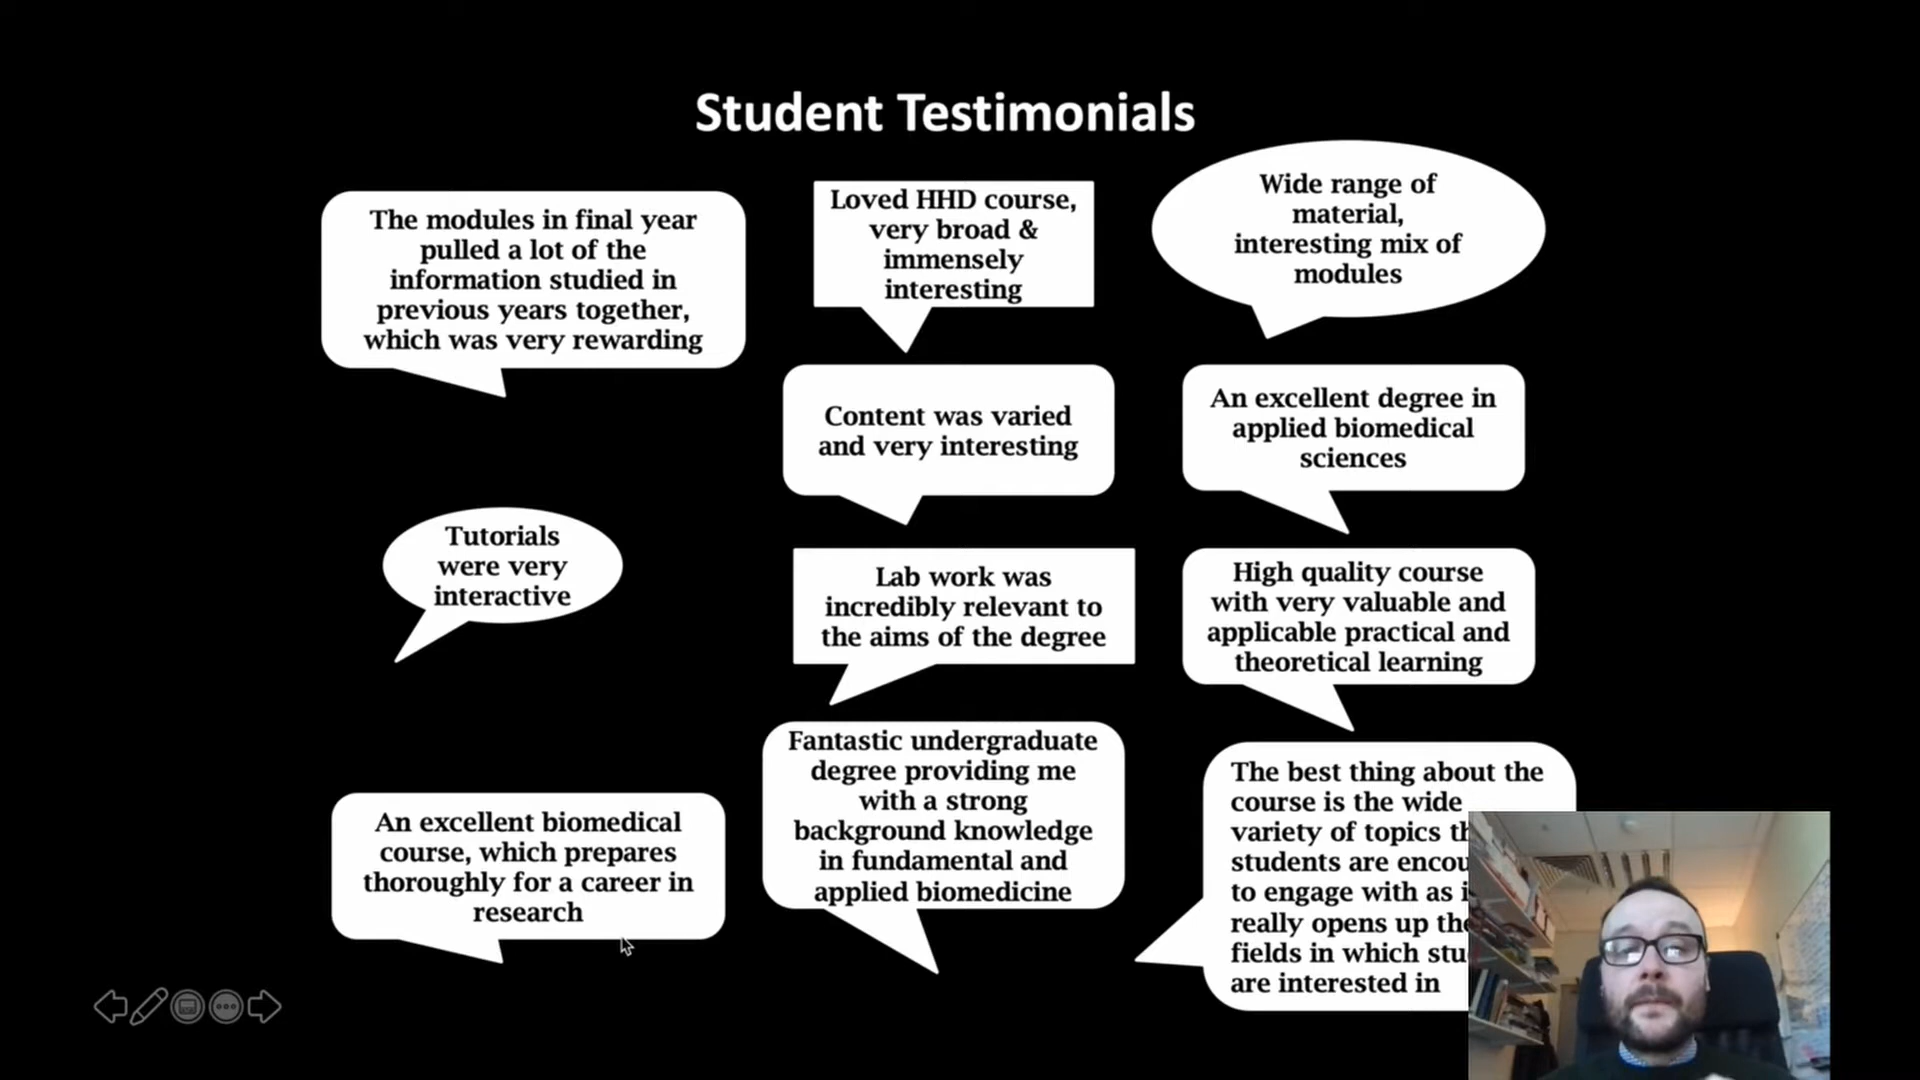 Student Testimonials
The modules in final year
pulled a lot of the
information studied in
previous years together,
which was very rewarding
Loved HHD course,
very broad &
immensely
interesting
Wide range of
material,
interesting mix of
modules
Content was varied
and very interesting
An excellent degree in
applied biomedical
sciences
Tutorials
were very
interactive
Lab work was
incredibly relevant to
the aims of the degree
High quality course
with very valuable and
applicable practical and
theoretical learning
An excellent biomedical
course, which prepares
thoroughly for a career in
research
Fantastic undergraduate
degree providing me
with a strong
background knowledge
in fundamental and
applied biomedicine
The best thing about the
course is the wide
variety of topics
students are
to engage with as
really opens up
fields in which
are interested in